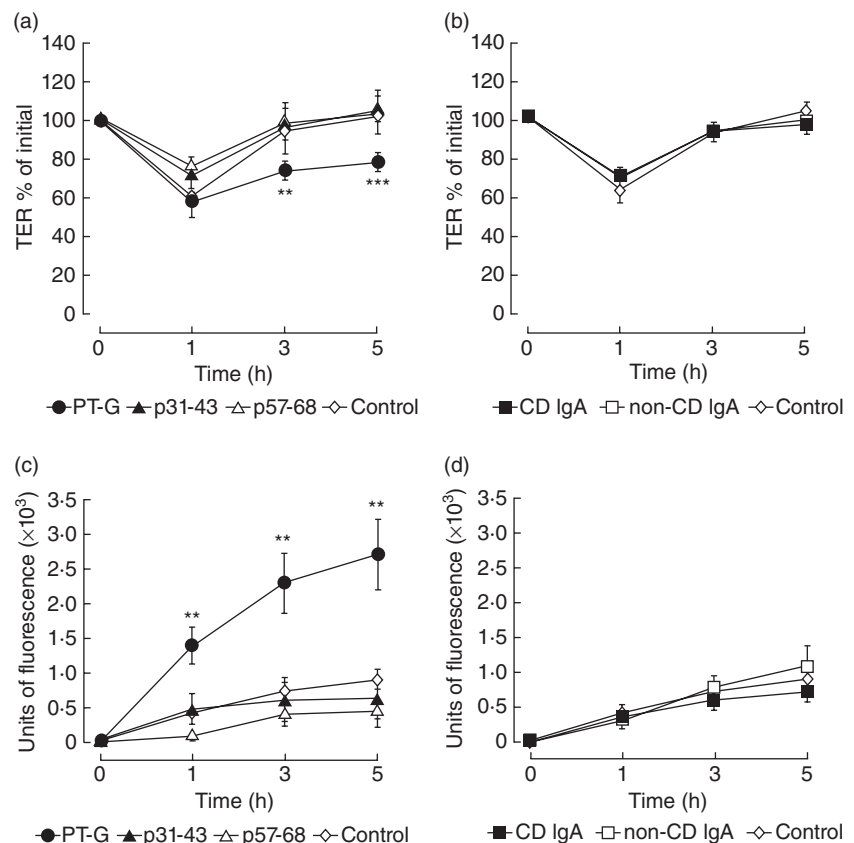 (a)
140
120
100
80
60
40
20
0
TER % of initial
**
***
0 1 3 5
Time (h)
PT-G p31-43 p57-68 Control
(b)
140
120
100
80
60
40
20
0
TER % of initial
0 1 3 5
Time (h)
CD IgA non-CD IgA Control
(c)
3·5
3·0
2·5
2·0
1·5
1·0
0·5
0
Units of fluorescence (×10³)
**
**
**
0 1 3 5
Time (h)
PT-G p31-43 p57-68 Control
(d)
3·5
3·0
2·5
2·0
1·5
1·0
0·5
0
Units of fluorescence (×10³)
0 1 3 5
Time (h)
CD IgA non-CD IgA Control